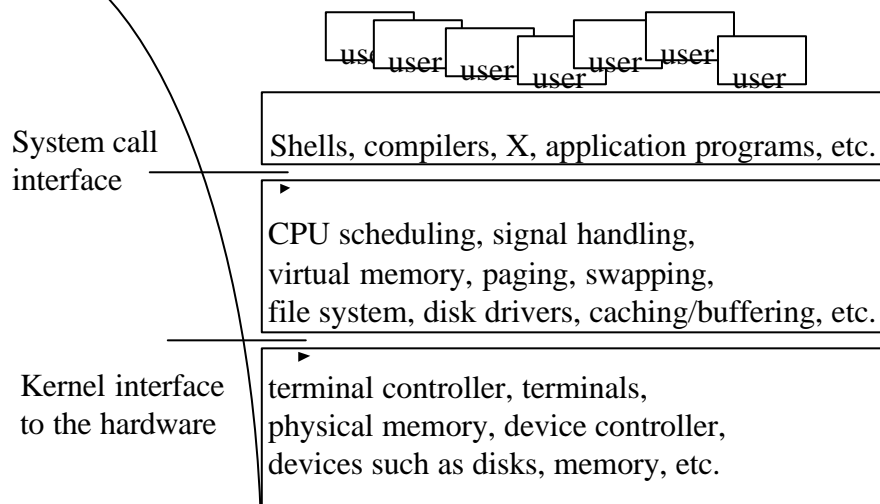 user
user
user
user
user
user
user
System call
interface
Shells, compilers, X, application programs, etc.
CPU scheduling, signal handling,
virtual memory, paging, swapping,
file system, disk drivers, caching/buffering, etc.
Kernel interface
to the hardware
terminal controller, terminals,
physical memory, device controller,
devices such as disks, memory, etc.